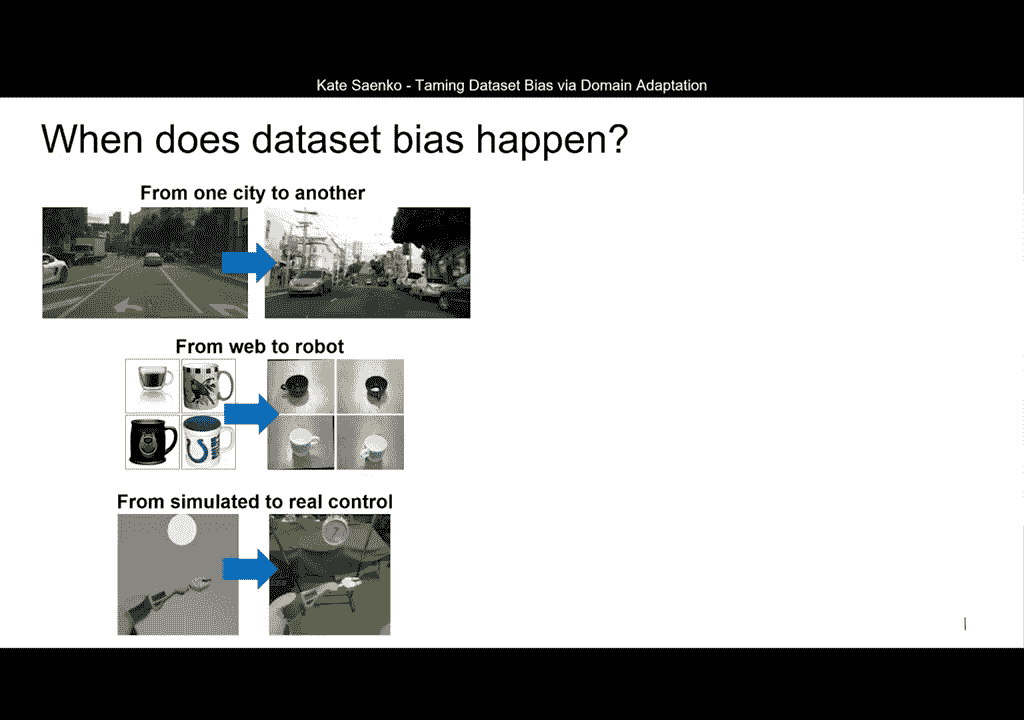 Kate Saenko - Taming Dataset Bias via Domain Adaptation
When does dataset bias happen?
From one city to another
From web to robot
From simulated to real control